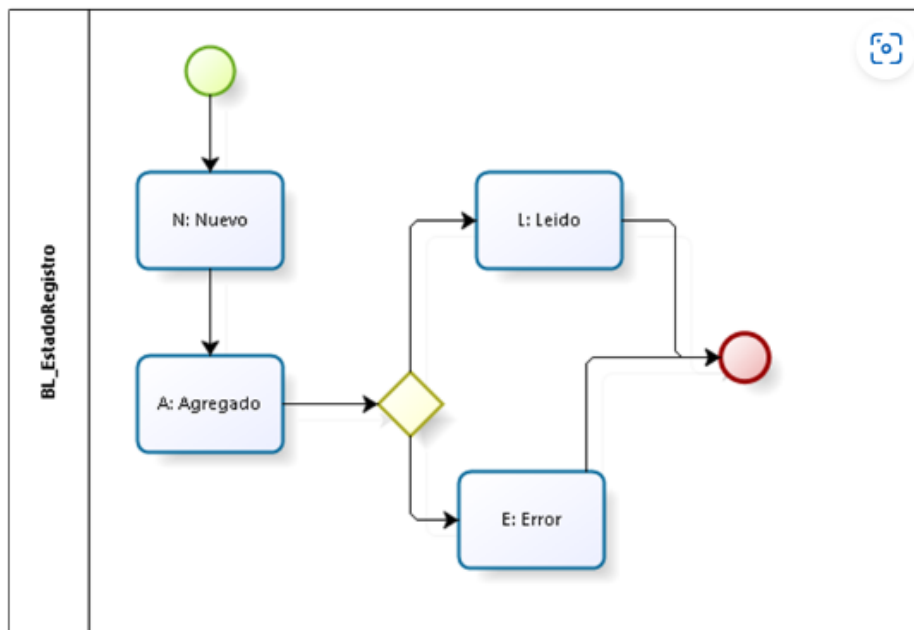 BL_EstadoRegistro
N: Nuevo
L: Leido
A: Agregado
E: Error